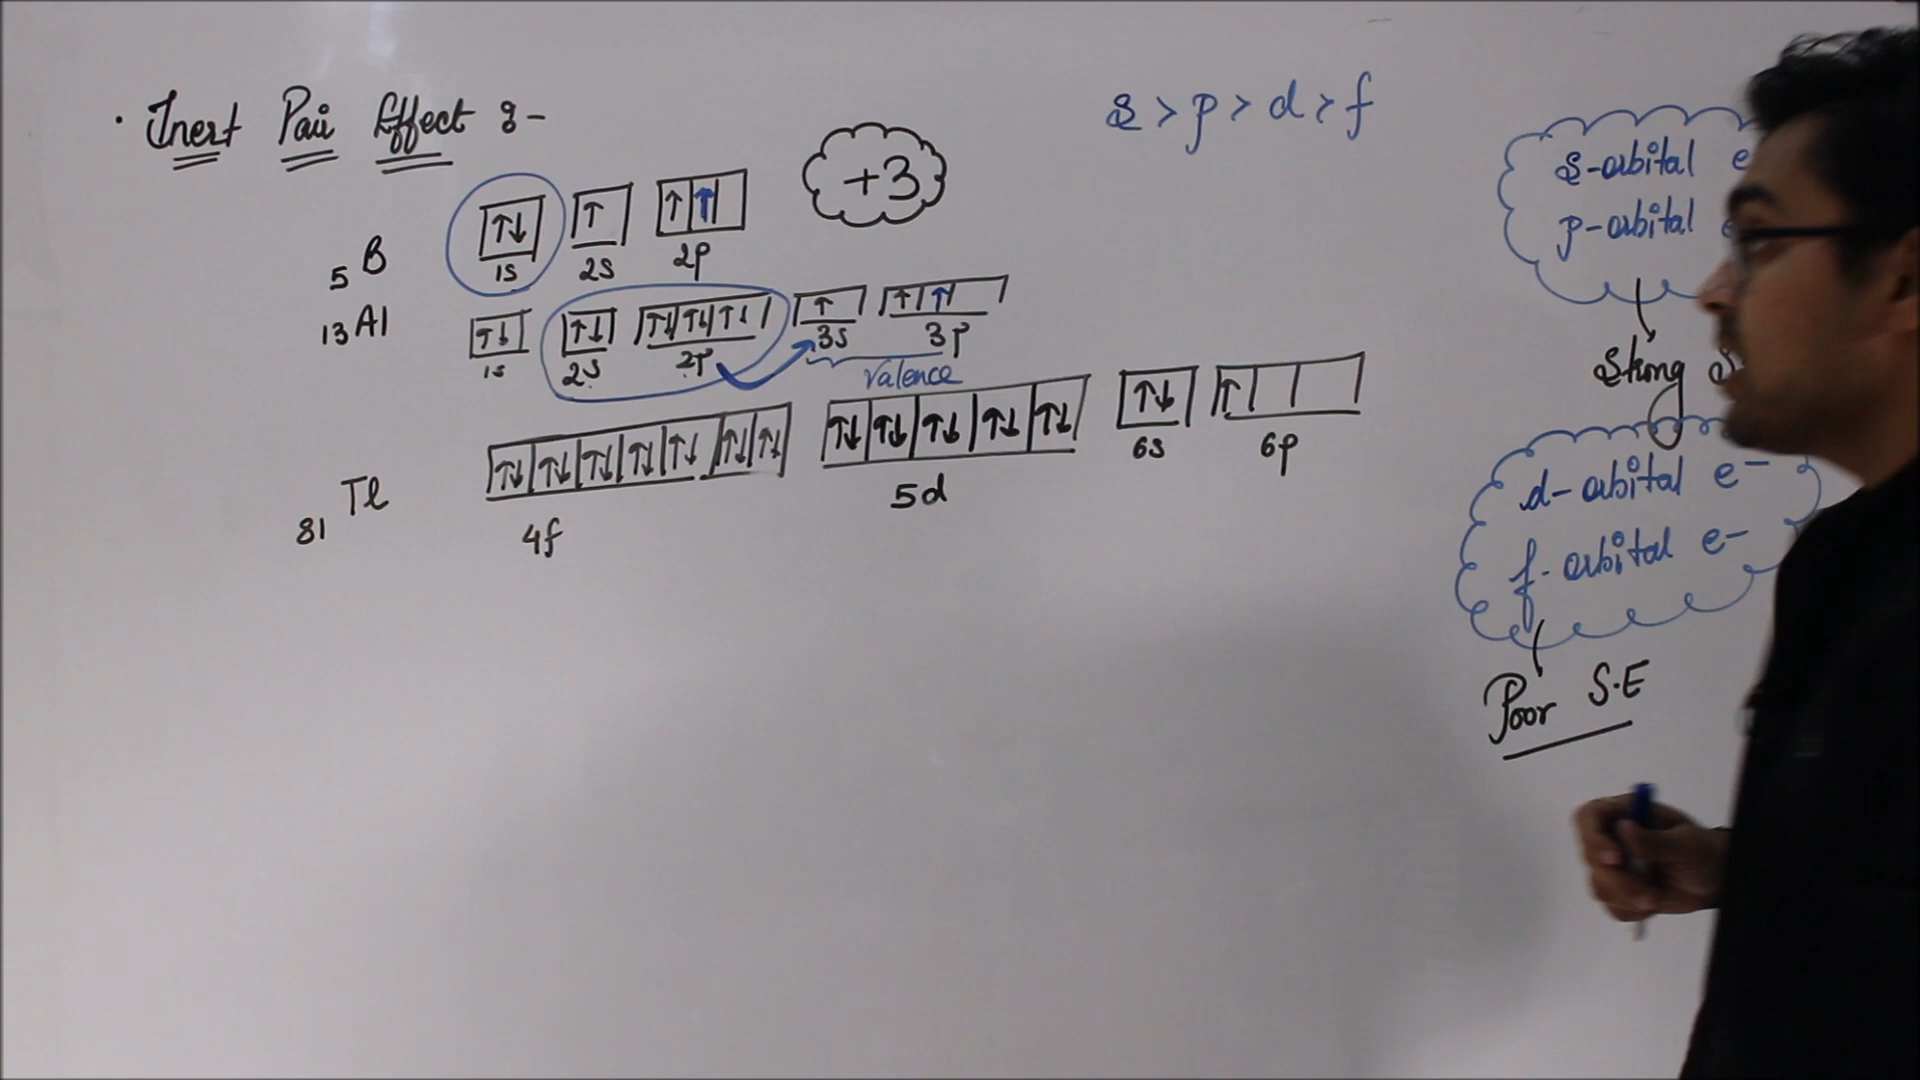 · Inert Pair Effect :-
s > p > d > f
+3
5 B
↑↓ ↑ ↑ ↑
1s 2s 2p
13 Al
↑↓ ↑↓ ↑↓ ↑↓ ↑↓ ↑ ↑ ↑
1s 2s 2p 3s 3p
Valence
81 Tl
↑↓ ↑↓ ↑↓ ↑↓ ↑↓ ↑↓ ↑↓ ↑↓ ↑↓ ↑↓ ↑↓ ↑↓ ↑↓ ↑
4f 5d 6s 6p
s-orbital e
p-orbital
Strong S
d-orbital e-
f-orbital e-
Poor S.E